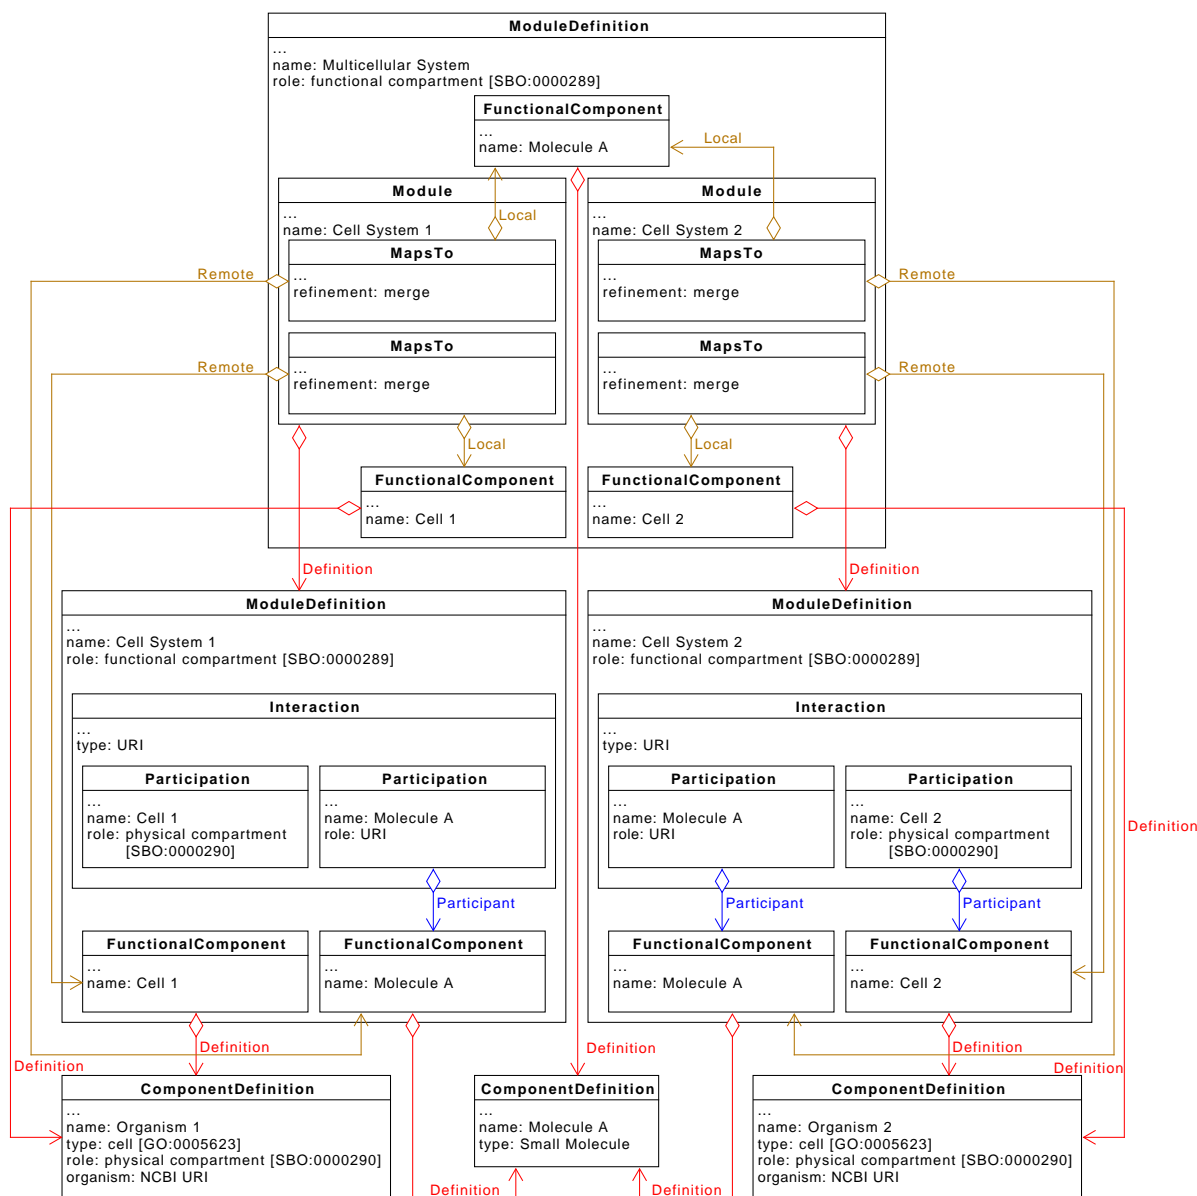 ModuleDefinition
...
name: Multicellular System
role: functional compartment [SBO:0000289]
FunctionalComponent
...
name: Molecule A
Local
Module
...
name: Cell System 1
Local
MapsTo
...
refinement: merge
Remote
MapsTo
...
refinement: merge
Remote
Local
Module
...
name: Cell System 2
MapsTo
...
refinement: merge
Remote
MapsTo
...
refinement: merge
Remote
Local
FunctionalComponent
...
name: Cell 1
FunctionalComponent
...
name: Cell 2
Definition
Definition
ModuleDefinition
...
name: Cell System 1
role: functional compartment [SBO:0000289]
Interaction
...
type: URI
Participation
...
name: Cell 1
role: physical compartment
[SBO:0000290]
Participation
...
name: Molecule A
role: URI
Participant
FunctionalComponent
...
name: Cell 1
FunctionalComponent
...
name: Molecule A
ModuleDefinition
...
name: Cell System 2
role: functional compartment [SBO:0000289]
Interaction
...
type: URI
Participation
...
name: Molecule A
role: URI
Participation
...
name: Cell 2
role: physical compartment
[SBO:0000290]
Participant
Participant
FunctionalComponent
...
name: Molecule A
FunctionalComponent
...
name: Cell 2
Definition
Definition
Definition
Definition
Definition
Definition
ComponentDefinition
...
name: Organism 1
type: cell [GO:0005623]
role: physical compartment [SBO:0000290]
organism: NCBI URI
ComponentDefinition
...
name: Molecule A
type: Small Molecule
ComponentDefinition
...
name: Organism 2
type: cell [GO:0005623]
role: physical compartment [SBO:0000290]
organism: NCBI URI
Definition
Definition